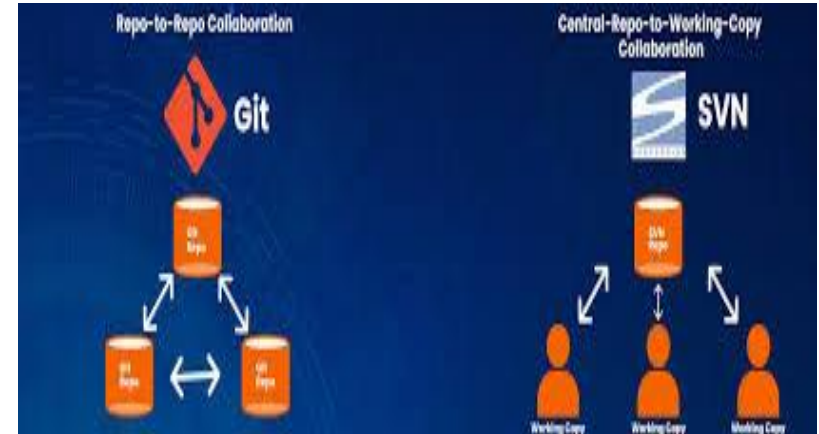 Repo-to-Repo Collaboration
Git
Git
Repo
Git
Repo
Git
Repo
Central-Repo-to-Working-Copy
Collaboration
SVN
SVN
Repo
Working Copy
Working Copy
Working Copy